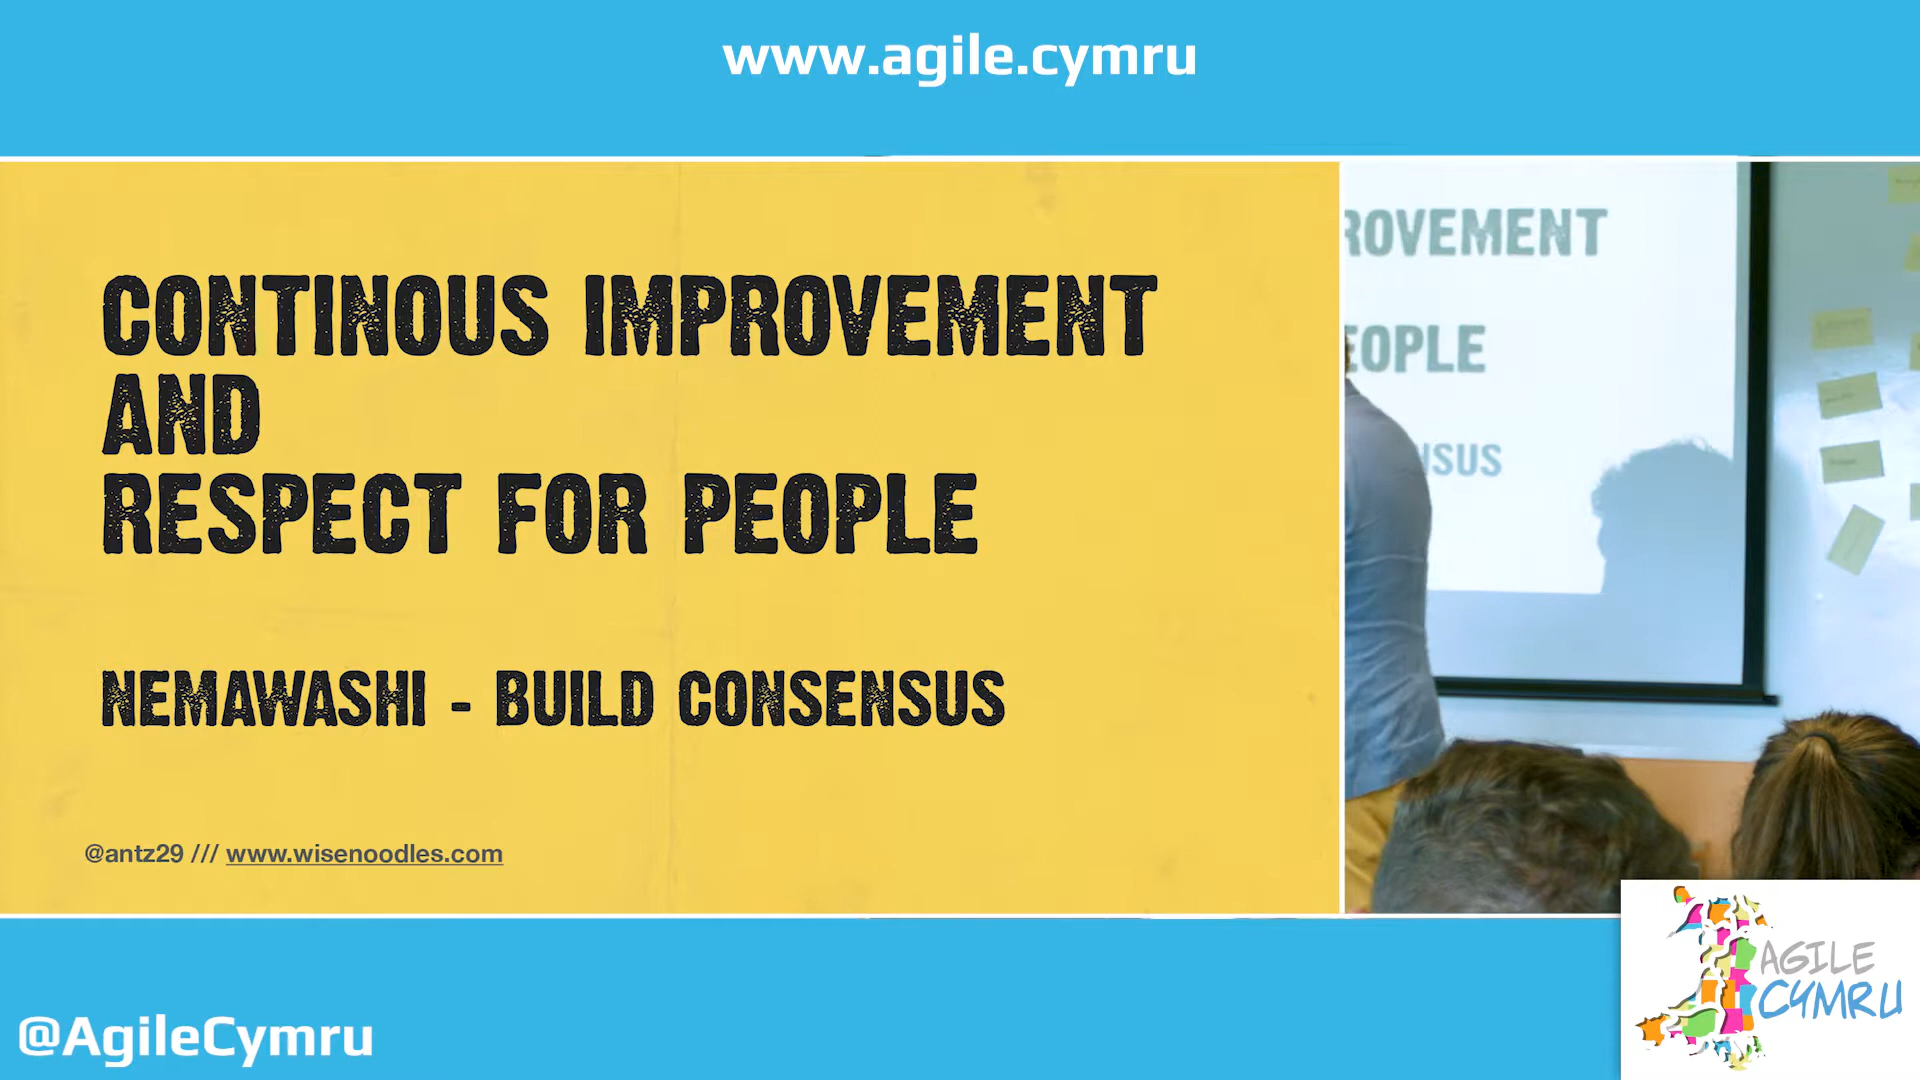 www.agile.cymru
CONTINOUS IMPROVEMENT
AND
RESPECT FOR PEOPLE
NEMAWASHI - BUILD CONSENSUS
@antz29 /// www.wisenoodles.com
ROVEMENT
EOPLE
NSUS
@AgileCymru
AGILE
CYMRU